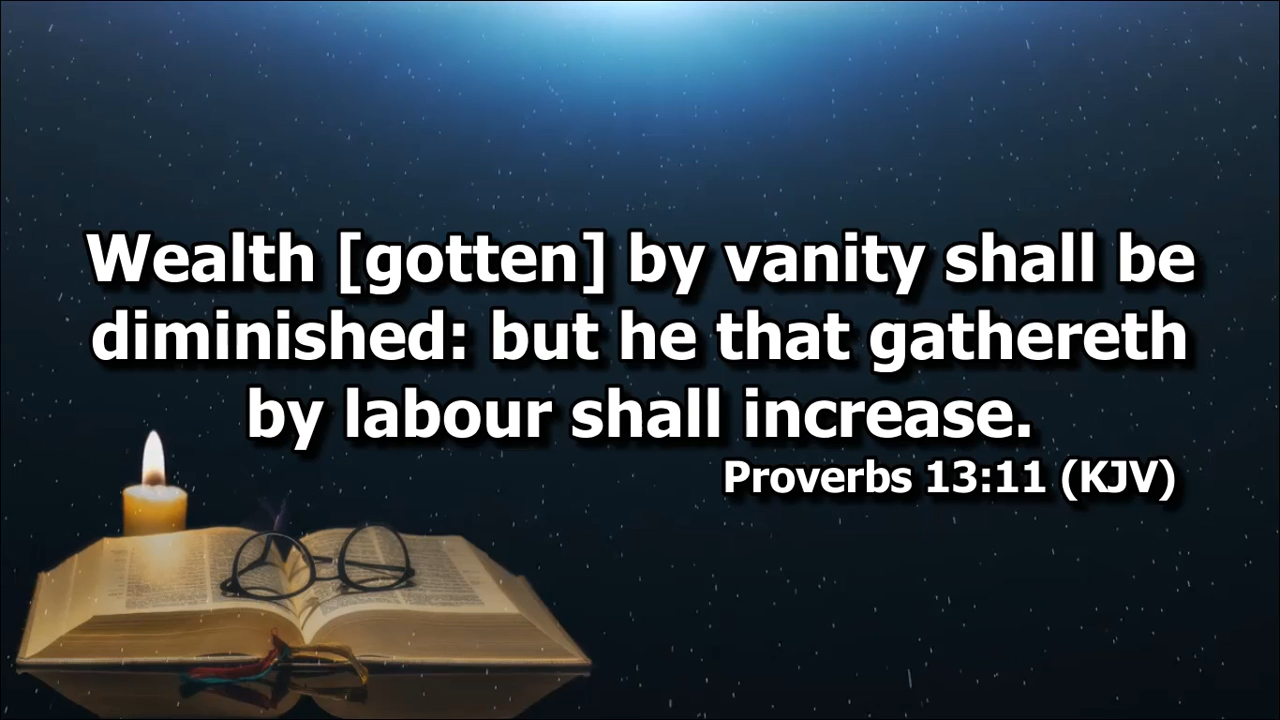 Wealth [gotten] by vanity shall be
diminished: but he that gathereth
by labour shall increase.
Proverbs 13:11 (KJV)